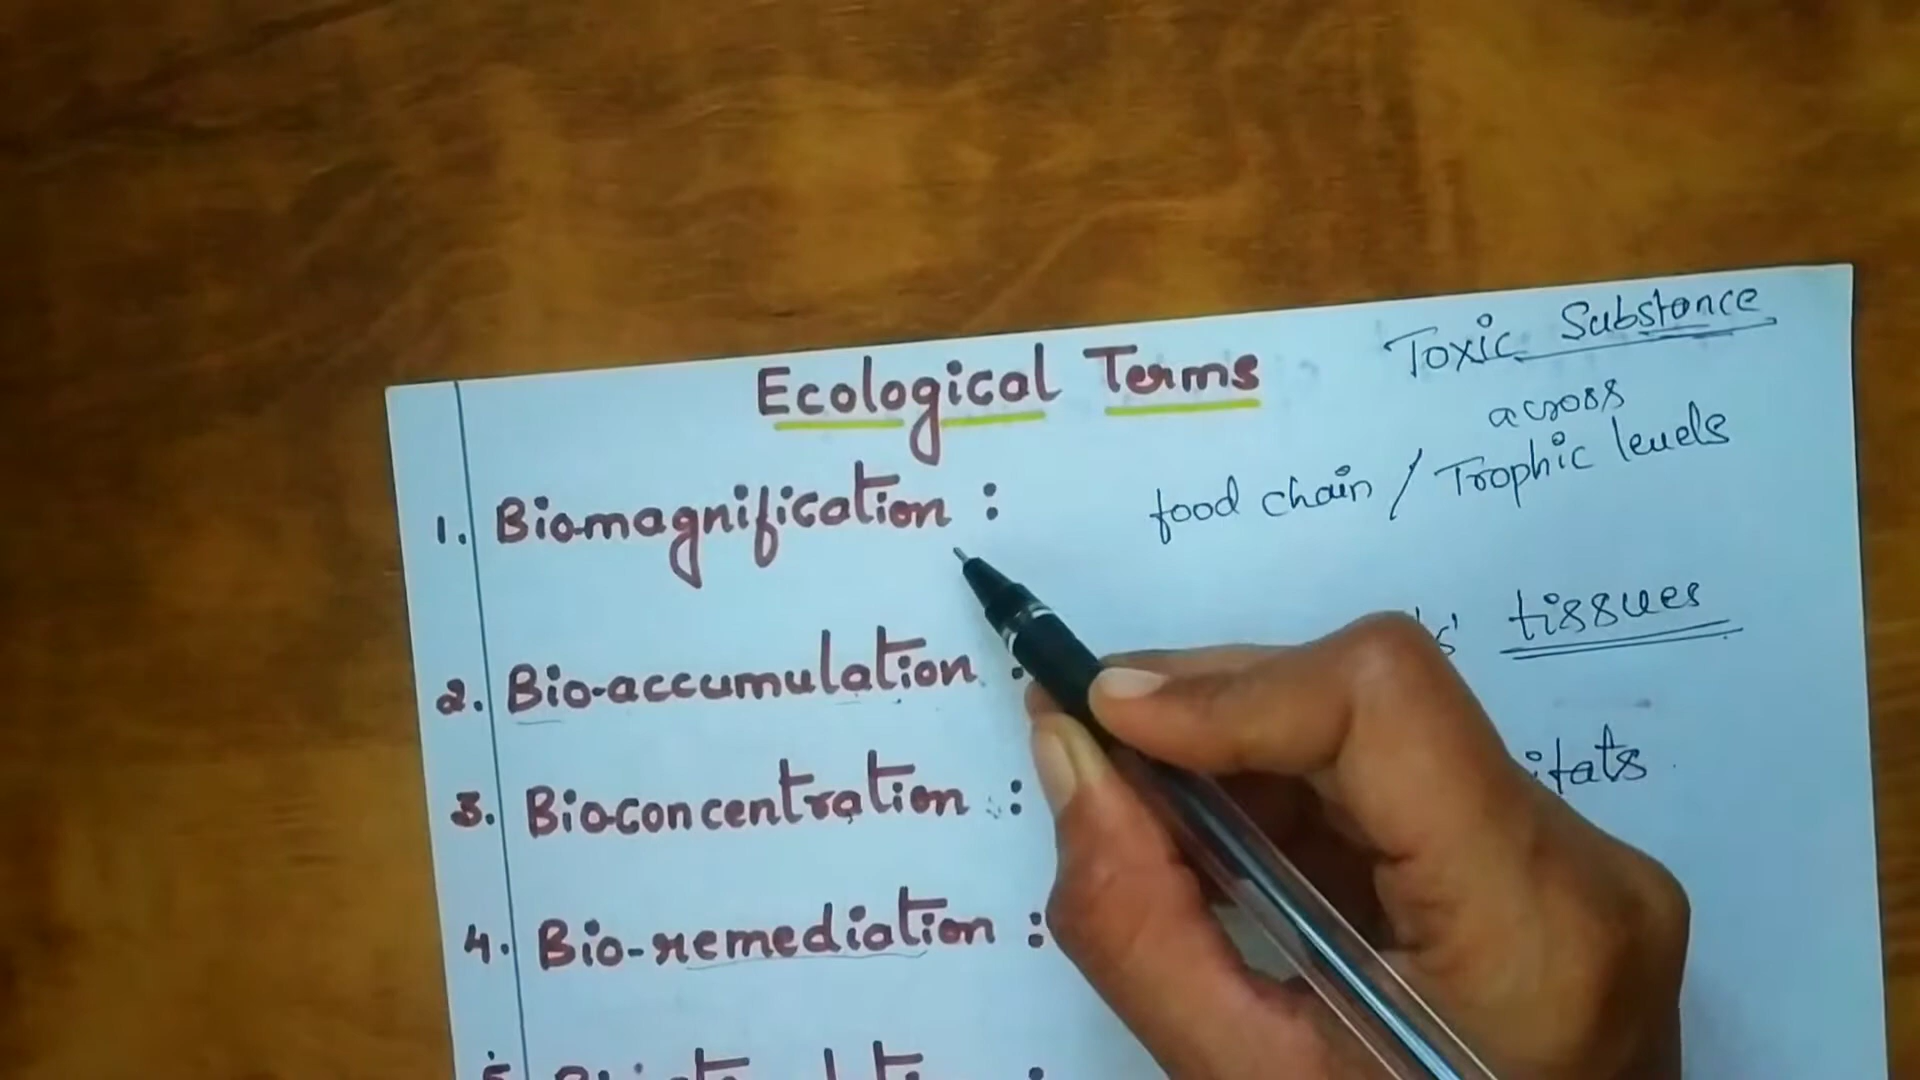 Ecological Terms
Toxic Substance
across
1. Biomagnification :
food chain / Trophic levels
2. Bio-accumulation :
tissues
3. Bioconcentration :
4. Bio-remediation :
5.